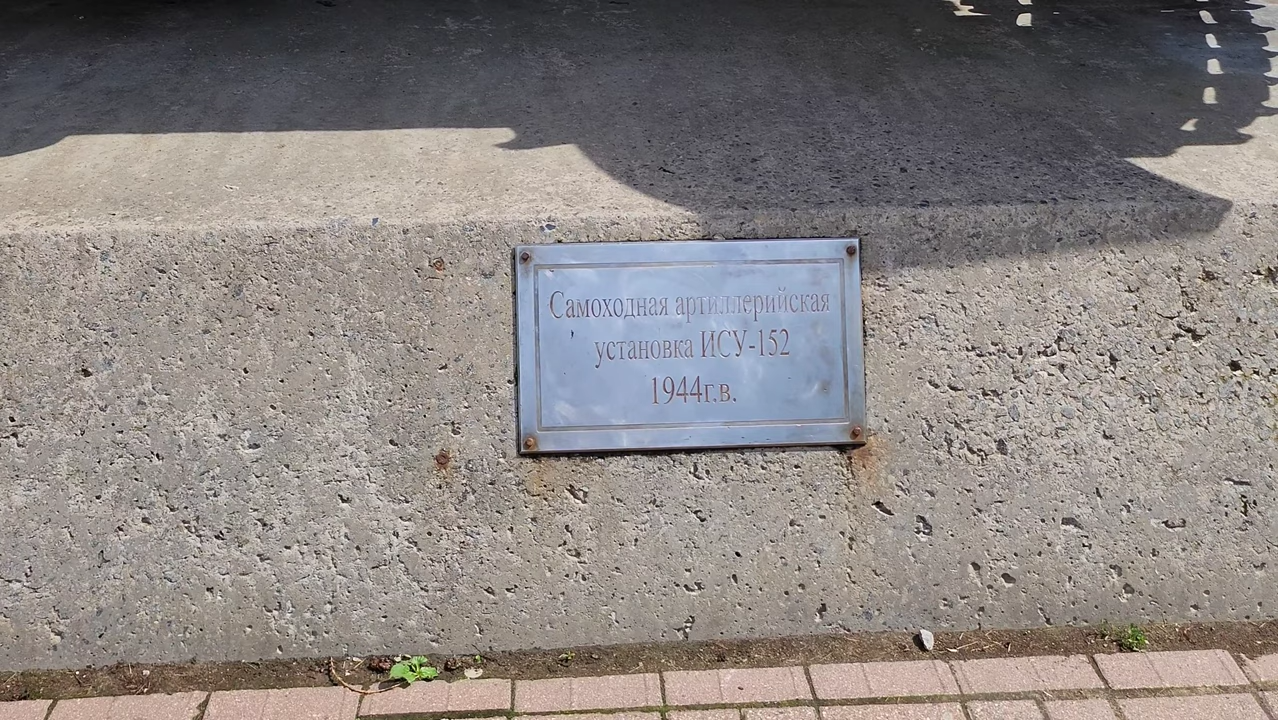 Самоходная артиллерийская
установка ИСУ-152
1944г.в.